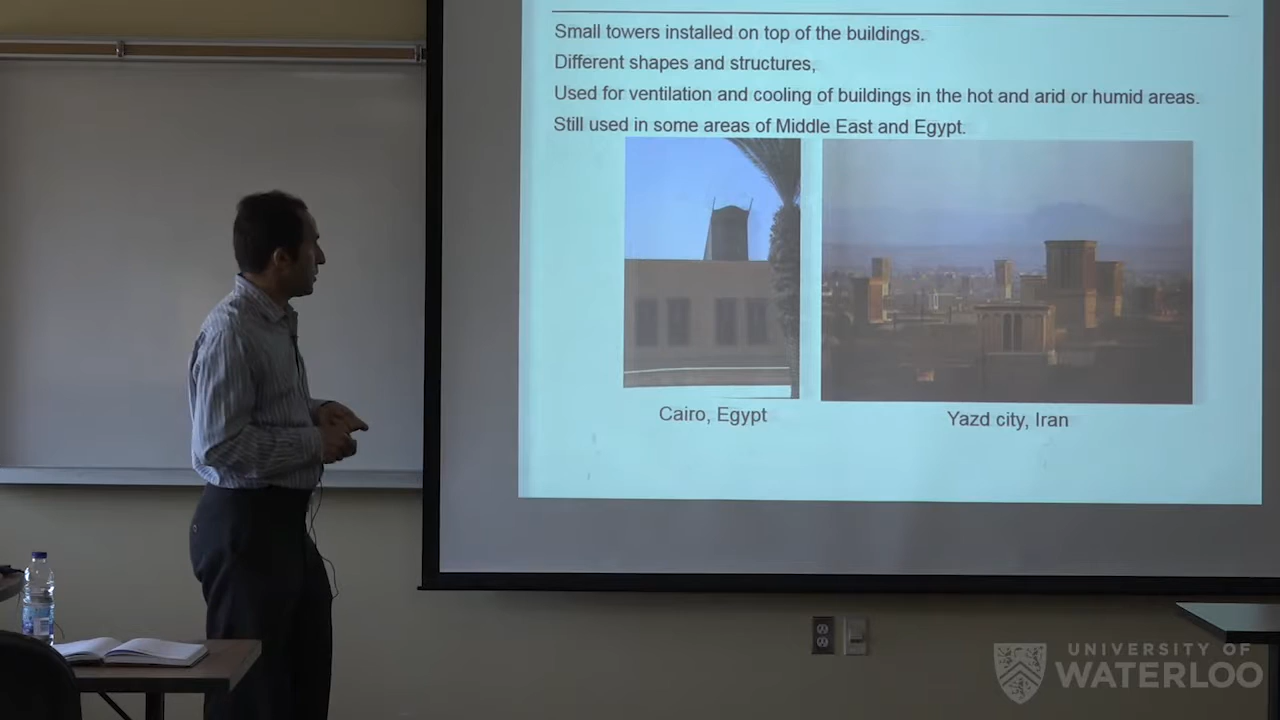 Small towers installed on top of the buildings.
Different shapes and structures,
Used for ventilation and cooling of buildings in the hot and arid or humid areas.
Still used in some areas of Middle East and Egypt.
Cairo, Egypt
Yazd city, Iran
UNIVERSITY OF
WATERLOO